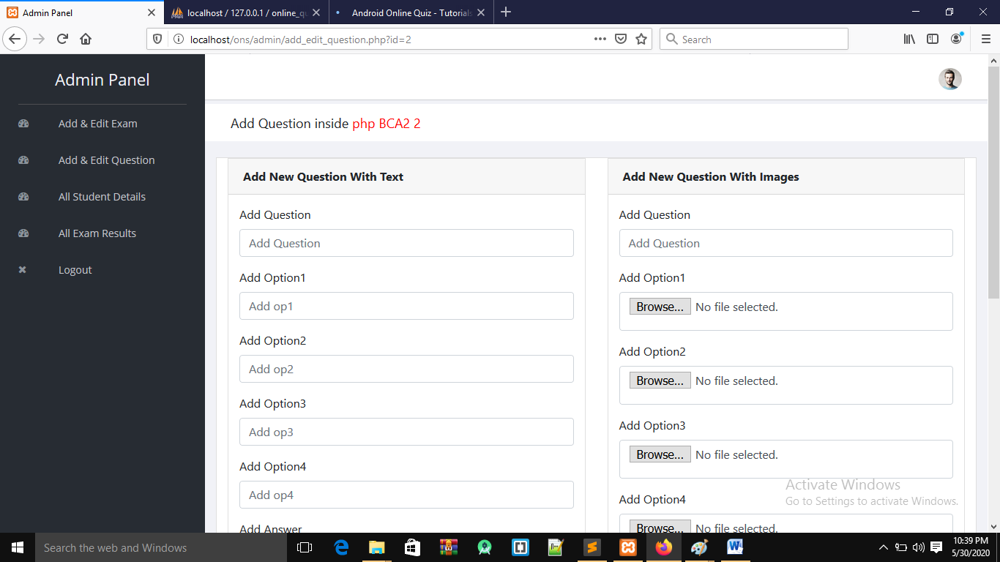 Admin Panel
localhost / 127.0.0.1 / online_qu
Android Online Quiz - Tutorials
localhost/ons/admin/add_edit_question.php?id=2
Search
Admin Panel
Add & Edit Exam
Add & Edit Question
All Student Details
All Exam Results
Logout
Add Question inside php BCA2 2
Add New Question With Text
Add Question
Add Question
Add Option1
Add op1
Add Option2
Add op2
Add Option3
Add op3
Add Option4
Add op4
Add Answer
Add New Question With Images
Add Question
Add Question
Add Option1
Browse... No file selected.
Add Option2
Browse... No file selected.
Add Option3
Browse... No file selected.
Add Option4
Browse... No file selected.
Activate Windows
Go to Settings to activate Windows.
Search the web and Windows
10:39 PM
5/30/2020